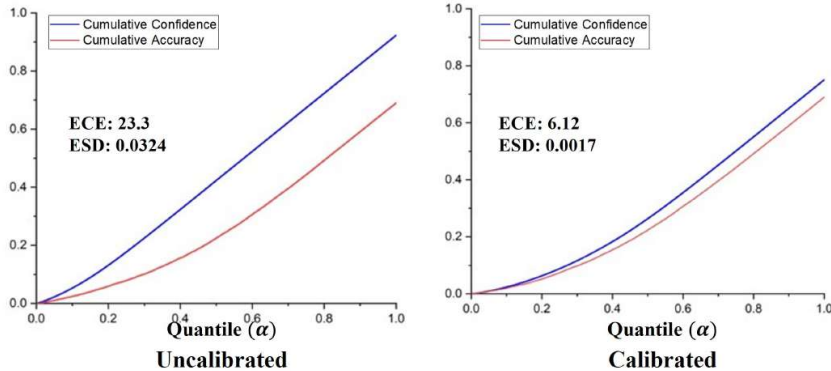 Cumulative Confidence
Cumulative Accuracy
1.0
0.8
0.6
0.4
0.2
0.0
ECE: 23.3
ESD: 0.0324
0.0 0.2 0.4 0.6 0.8 1.0
Quantile (α)
Uncalibrated
Cumulative Confidence
Cumulative Accuracy
1.0
0.8
0.6
0.4
0.2
0.0
ECE: 6.12
ESD: 0.0017
0.0 0.2 0.4 0.6 0.8 1.0
Quantile (α)
Calibrated